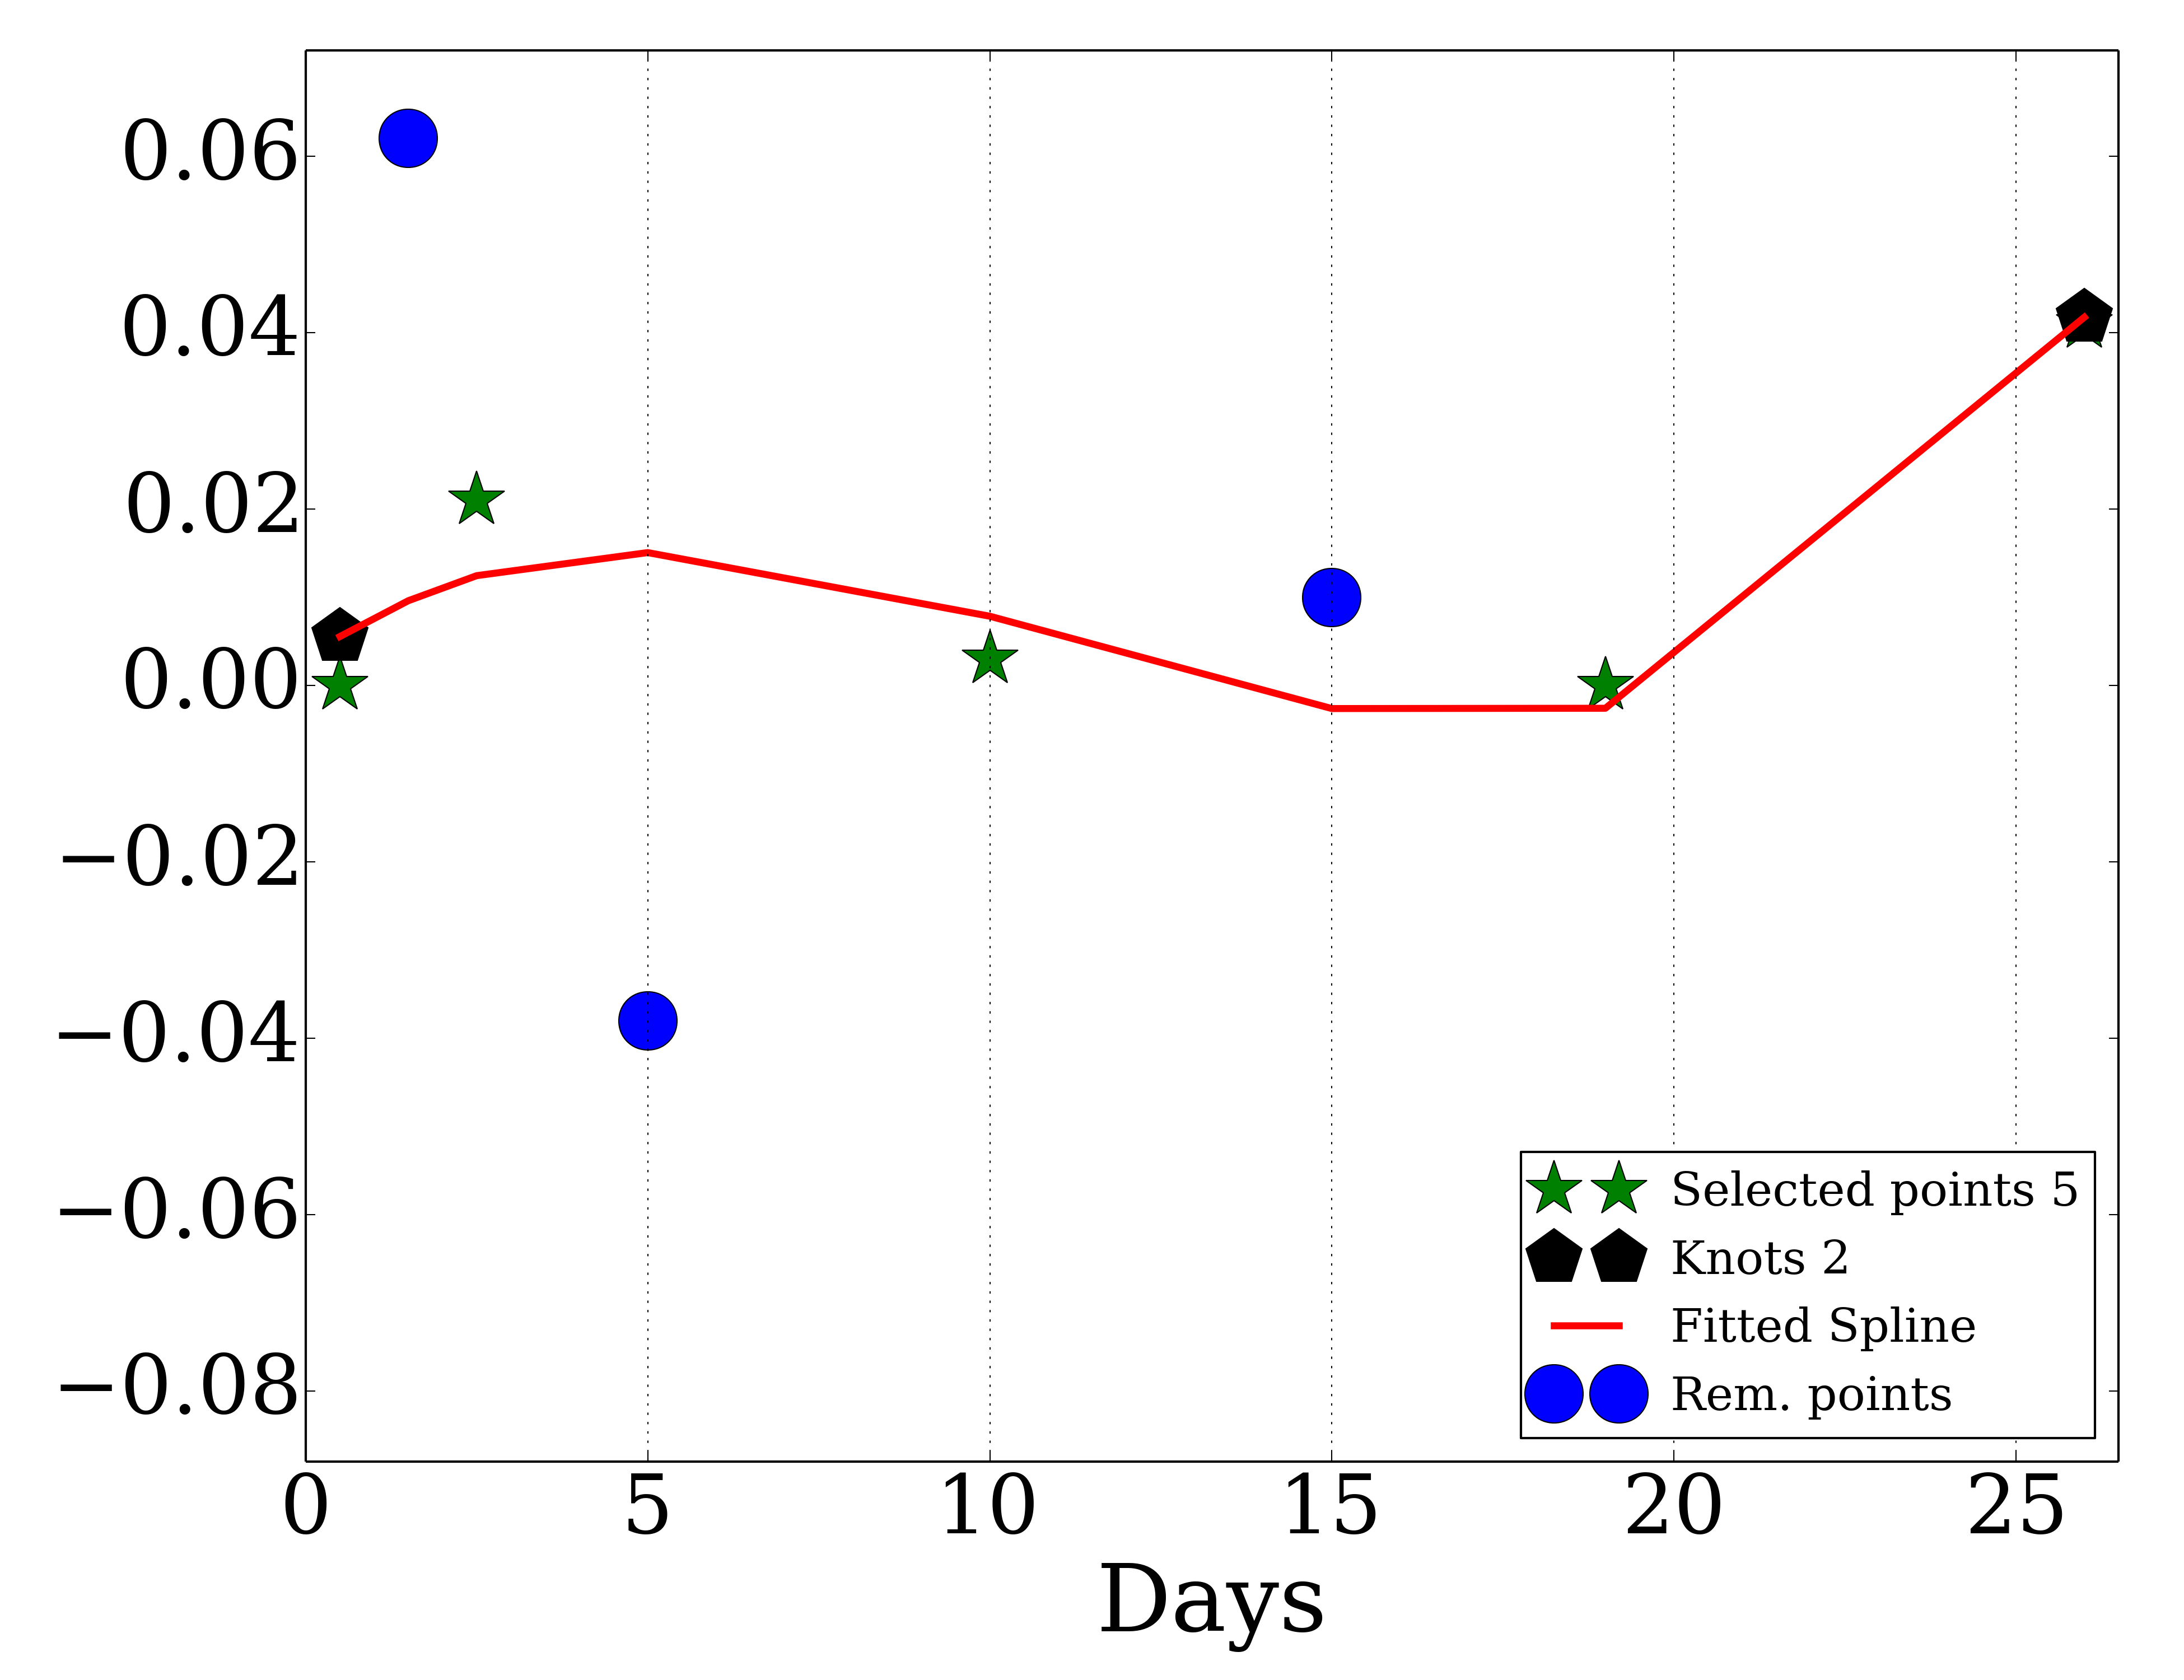 0.06
0.04
0.02
0.00
−0.02
−0.04
−0.06
−0.08
0 5 10 15 20 25
Days
Selected points 5
Knots 2
Fitted Spline
Rem. points